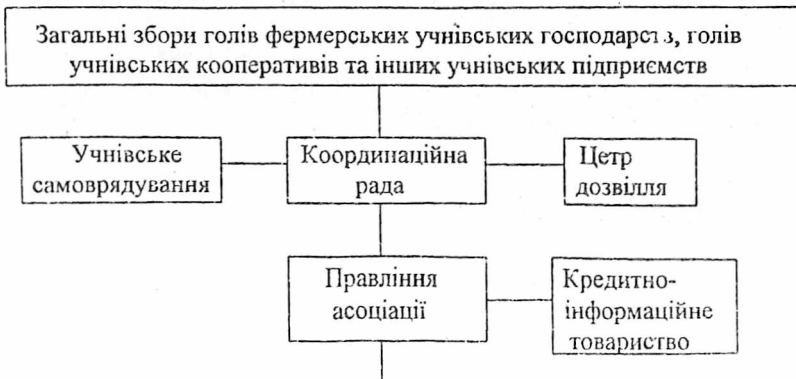 Загальні збори голів фермерських учнівських господарств, голів
учнівських кооперативів та інших учнівських підприємств
Учнівське
самоврядування
Координаційна
рада
Цетр
дозвілля
Правління
асоціації
Кредитно-
інформаційне
товариство